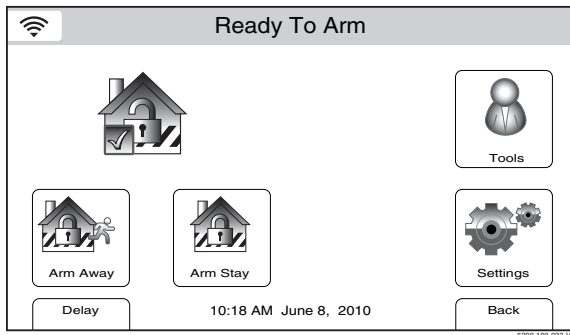 Ready To Arm
Tools
Arm Away
Arm Stay
Settings
Delay
10:18 AM June 8, 2010
Back